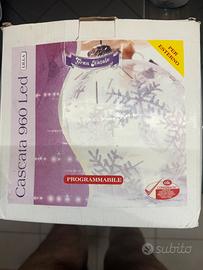 PER
ESTERNO
Cascata 960 Led
PROGRAMMABILE
subito